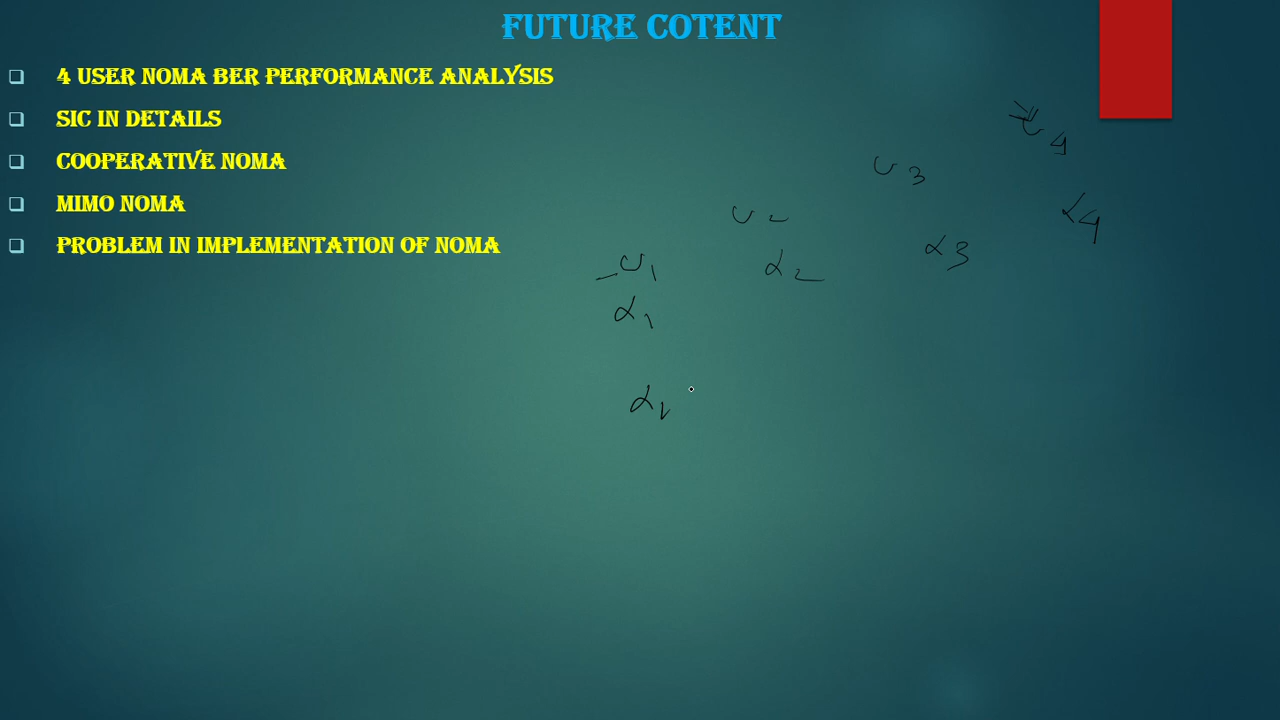 FUTURE COTENT
4 USER NOMA BER PERFORMANCE ANALYSIS
SIC IN DETAILS
COOPERATIVE NOMA
MIMO NOMA
PROBLEM IN IMPLEMENTATION OF NOMA
U4
U3
U2
α4
U1
α2
α3
α1
α1